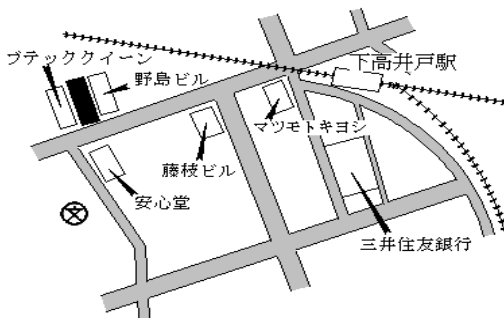 ブテッククイーン
野島ビル
下高井戸駅
マツモトキヨシ
藤枝ビル
安心堂
三井住友銀行